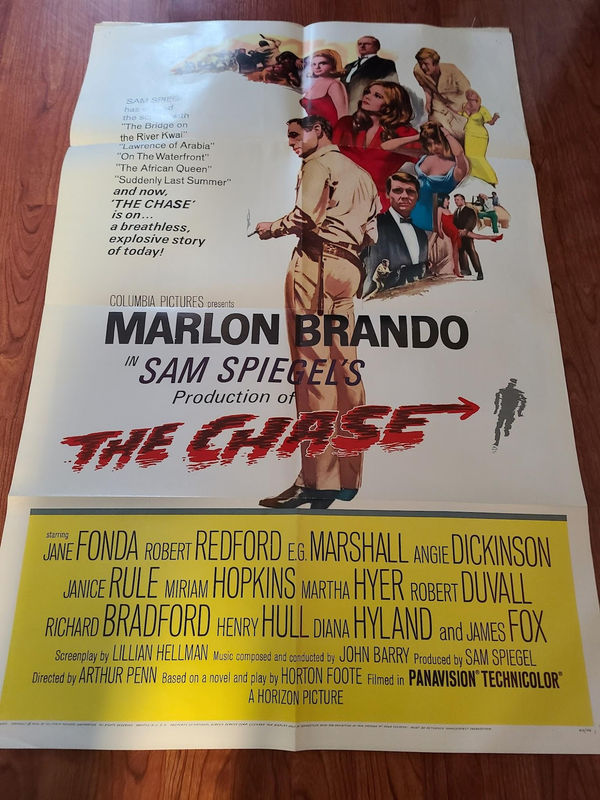 SAM SPIEG
has
the sc
"The Bridge on
the River Kwai"
"Lawrence of Arabia"
"On The Waterfront"
"The African Queen"
"Suddenly Last Summer"
and now,
'THE CHASE'
is on...
a breathless,
explosive story
of today!
COLUMBIA PICTURES presents
MARLON BRANDO
IN SAM SPIEGEL'S
Production of
THE CHASE
starring
JANE FONDA ROBERT REDFORD E.G. MARSHALL ANGIE DICKINSON
JANICE RULE MIRIAM HOPKINS MARTHA HYER ROBERT DUVALL
RICHARD BRADFORD HENRY HULL DIANA HYLAND and JAMES FOX
Screenplay by LILLIAN HELLMAN Music composed and conducted by JOHN BARRY Produced by SAM SPIEGEL
Directed by ARTHUR PENN Based on a novel and play by HORTON FOOTE Filmed in PANAVISION® TECHNICOLOR®
A HORIZON PICTURE